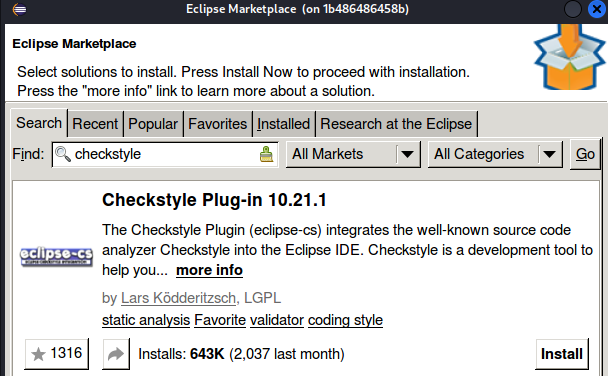 Eclipse Marketplace (on 1b486486458b)
Eclipse Marketplace
Select solutions to install. Press Install Now to proceed with installation.
Press the "more info" link to learn more about a solution.
Search Recent Popular Favorites Installed Research at the Eclipse
Find: checkstyle All Markets All Categories Go
Checkstyle Plug-in 10.21.1
The Checkstyle Plugin (eclipse-cs) integrates the well-known source code
analyzer Checkstyle into the Eclipse IDE. Checkstyle is a development tool to
help you... more info
eclipse-cs
by Lars Ködderitzsch, LGPL
static analysis Favorite validator coding style
1316 Installs: 643K (2,037 last month) Install